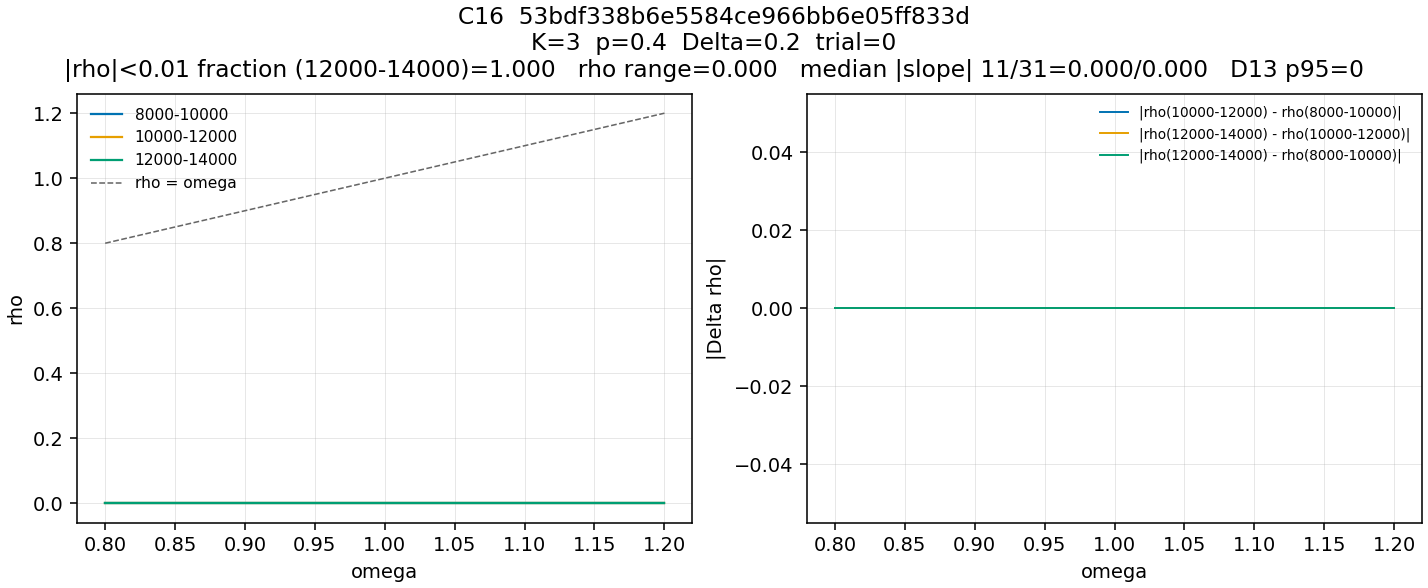 C16  53bdf338b6e5584ce966bb6e05ff833d
K=3  p=0.4  Delta=0.2  trial=0
|rho|<0.01 fraction (12000-14000)=1.000   rho range=0.000   median |slope| 11/31=0.000/0.000   D13 p95=0
8000-10000
10000-12000
12000-14000
rho = omega
1.2
1.0
0.8
0.6
0.4
0.2
0.0
rho
0.80 0.85 0.90 0.95 1.00 1.05 1.10 1.15 1.20
omega
|rho(10000-12000) - rho(8000-10000)|
|rho(12000-14000) - rho(10000-12000)|
|rho(12000-14000) - rho(8000-10000)|
0.04
0.02
0.00
−0.02
−0.04
|Delta rho|
0.80 0.85 0.90 0.95 1.00 1.05 1.10 1.15 1.20
omega